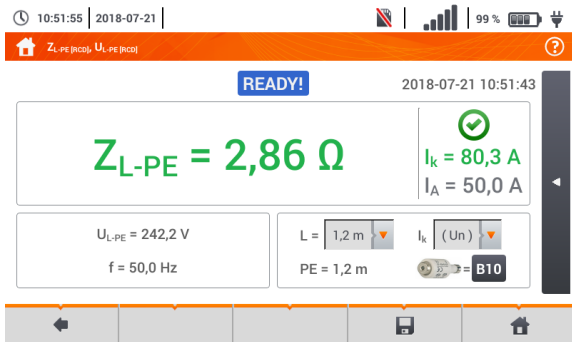 10:51:55 2018-07-21 99 %
ZL-PE [RCD], UL-PE [RCD]
READY! 2018-07-21 10:51:43
ZL-PE = 2,86 Ω
Ik = 80,3 A
IA = 50,0 A
UL-PE = 242,2 V
f = 50,0 Hz
L = 1,2 m Ik (Un)
PE = 1,2 m = B10